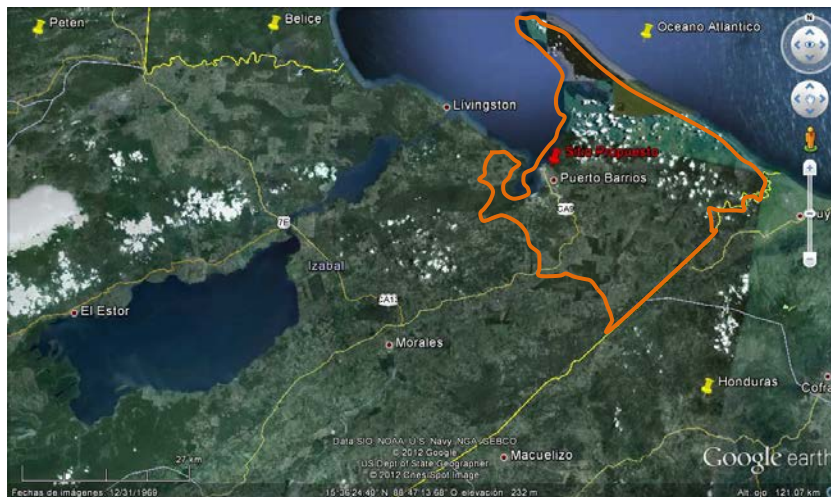 Peten
Belice
Oceano Atlantico
N
Livingston
Sitio Propuesto
Puerto Barrios
CA9
7E
Izabal
El Estor
CA13
Morales
Honduras
Macuelizo
27 km
Data SIO, NOAA, U.S. Navy, NGA, GEBCO
© 2012 Google
US Dept of State Geographer
© 2012 Cnes/Spot Image
Google earth
Fechas de imágenes: 12/31/1969
15°36'24.40" N 88°47'13.68" O elevación 232 m
Alt. ojo 121.07 km